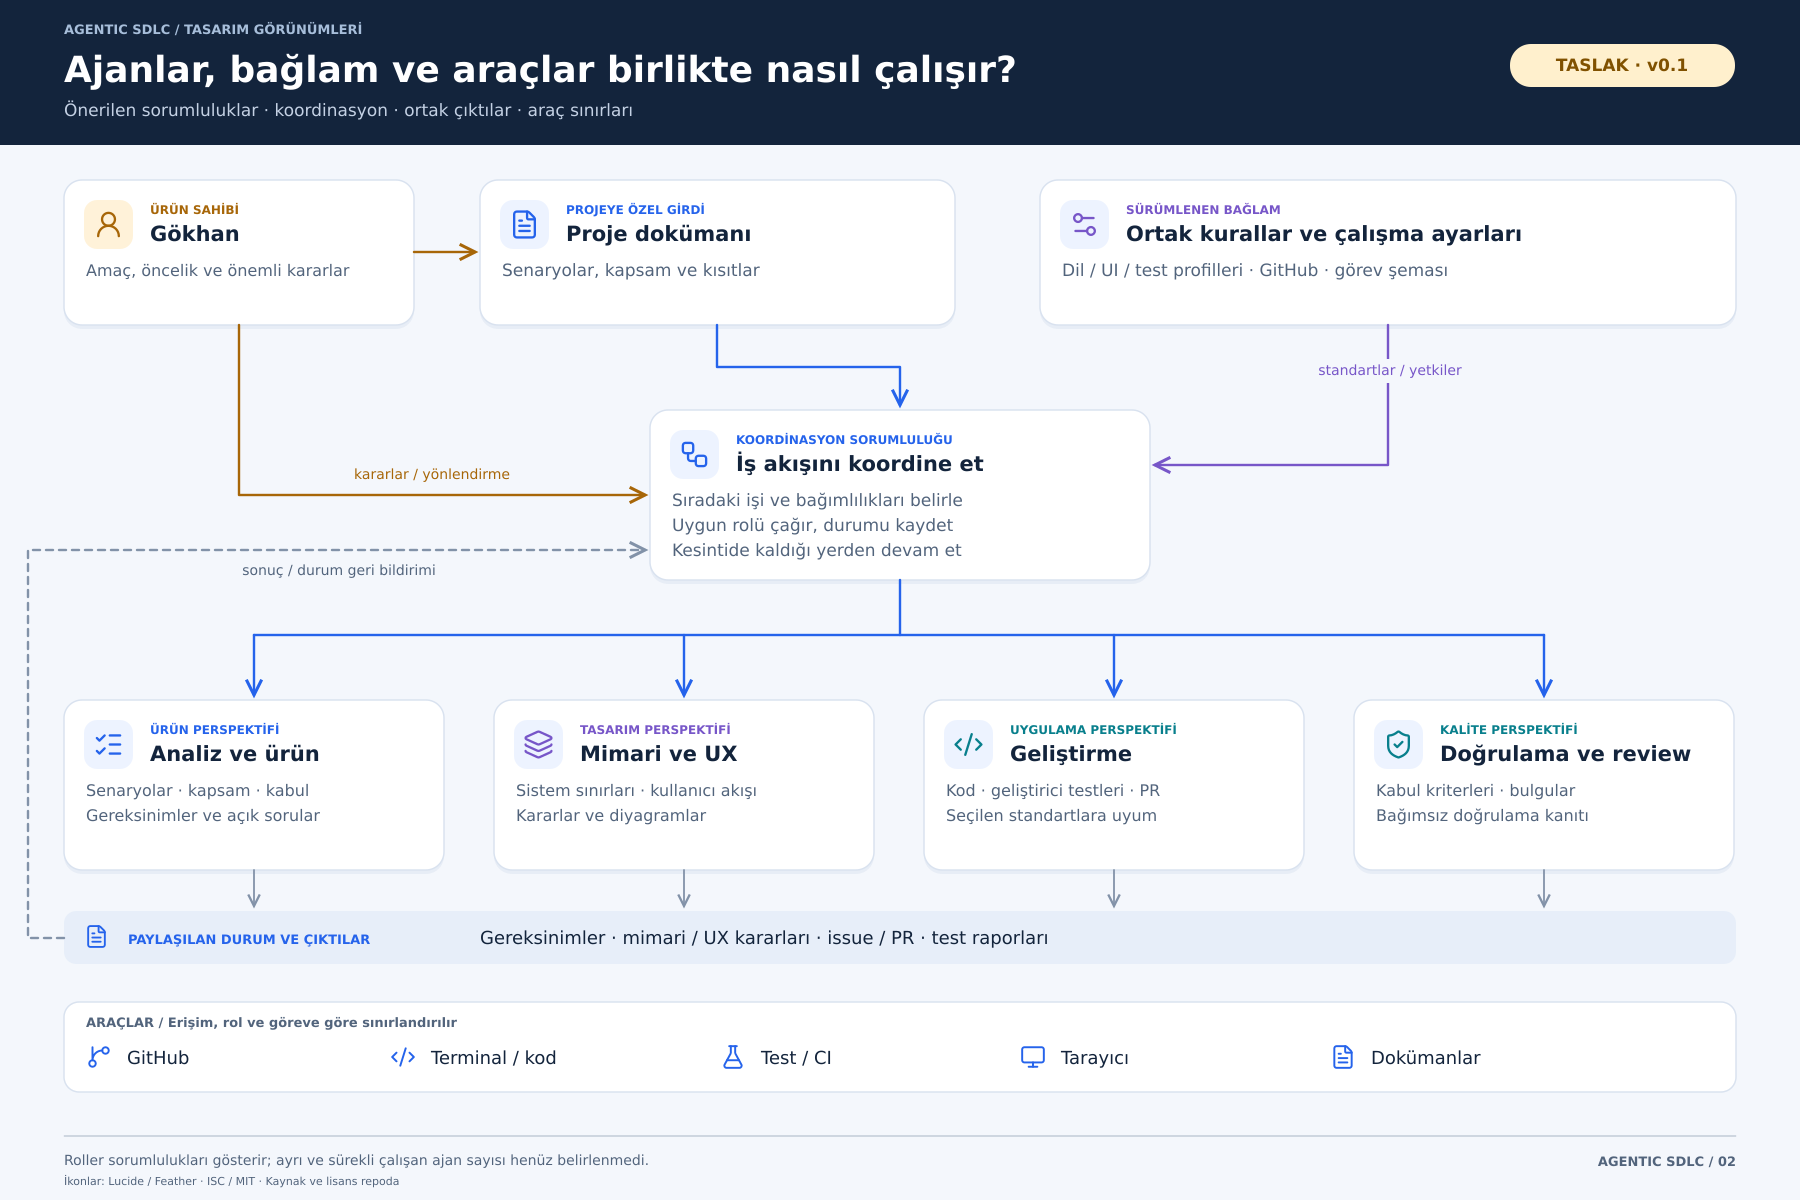 AGENTIC SDLC / TASARIM GÖRÜNÜMLERİ
Ajanlar, bağlam ve araçlar birlikte nasıl çalışır?
Önerilen sorumluluklar · koordinasyon · ortak çıktılar · araç sınırları
TASLAK · v0.1
ÜRÜN SAHİBİ
Gökhan
Amaç, öncelik ve önemli kararlar
PROJEYE ÖZEL GİRDİ
Proje dokümanı
Senaryolar, kapsam ve kısıtlar
SÜRÜMLENEN BAĞLAM
Ortak kurallar ve çalışma ayarları
Dil / UI / test profilleri · GitHub · görev şeması
standartlar / yetkiler
KOORDİNASYON SORUMLULUĞU
İş akışını koordine et
Sıradaki işi ve bağımlılıkları belirle
Uygun rolü çağır, durumu kaydet
Kesintide kaldığı yerden devam et
kararlar / yönlendirme
sonuç / durum geri bildirimi
ÜRÜN PERSPEKTİFİ
Analiz ve ürün
Senaryolar · kapsam · kabul
Gereksinimler ve açık sorular
TASARIM PERSPEKTİFİ
Mimari ve UX
Sistem sınırları · kullanıcı akışı
Kararlar ve diyagramlar
UYGULAMA PERSPEKTİFİ
Geliştirme
Kod · geliştirici testleri · PR
Seçilen standartlara uyum
KALİTE PERSPEKTİFİ
Doğrulama ve review
Kabul kriterleri · bulgular
Bağımsız doğrulama kanıtı
PAYLAŞILAN DURUM VE ÇIKTILAR
Gereksinimler · mimari / UX kararları · issue / PR · test raporları
ARAÇLAR / Erişim, rol ve göreve göre sınırlandırılır
GitHub
Terminal / kod
Test / CI
Tarayıcı
Dokümanlar
Roller sorumlulukları gösterir; ayrı ve sürekli çalışan ajan sayısı henüz belirlenmedi.
İkonlar: Lucide / Feather · ISC / MIT · Kaynak ve lisans repoda
AGENTIC SDLC / 02